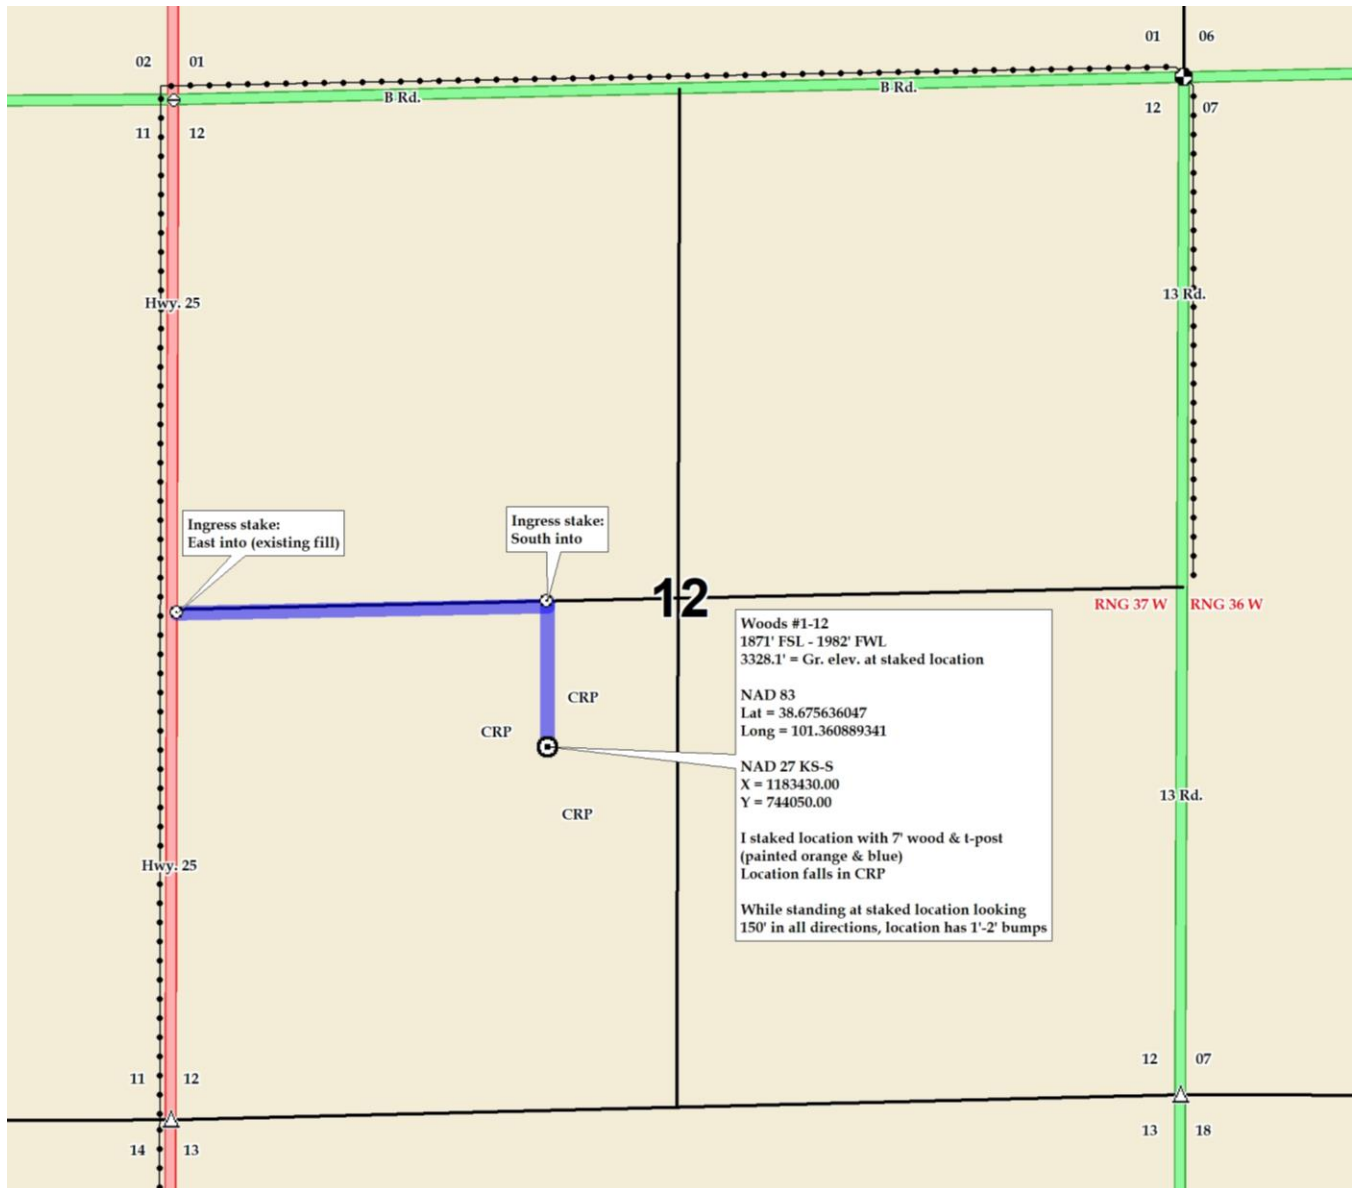 01 06
02 01
B Rd.
B Rd.
12 07
11 12
13 Rd.
Hwy. 25
Ingress stake:
South into
Ingress stake:
East into (existing fill)
12
RNG 37 W RNG 36 W
Woods #1-12
1871' FSL - 1982' FWL
3328.1' = Gr. elev. at staked location
NAD 83
Lat = 38.675636047
Long = 101.360889341
NAD 27 KS-S
X = 1183430.00
Y = 744050.00
I staked location with 7' wood & t-post
(painted orange & blue)
Location falls in CRP
While standing at staked location looking
150' in all directions, location has 1'-2' bumps
CRP
CRP
CRP
13 Rd.
Hwy. 25
12 07
11 12
13 18
14 13